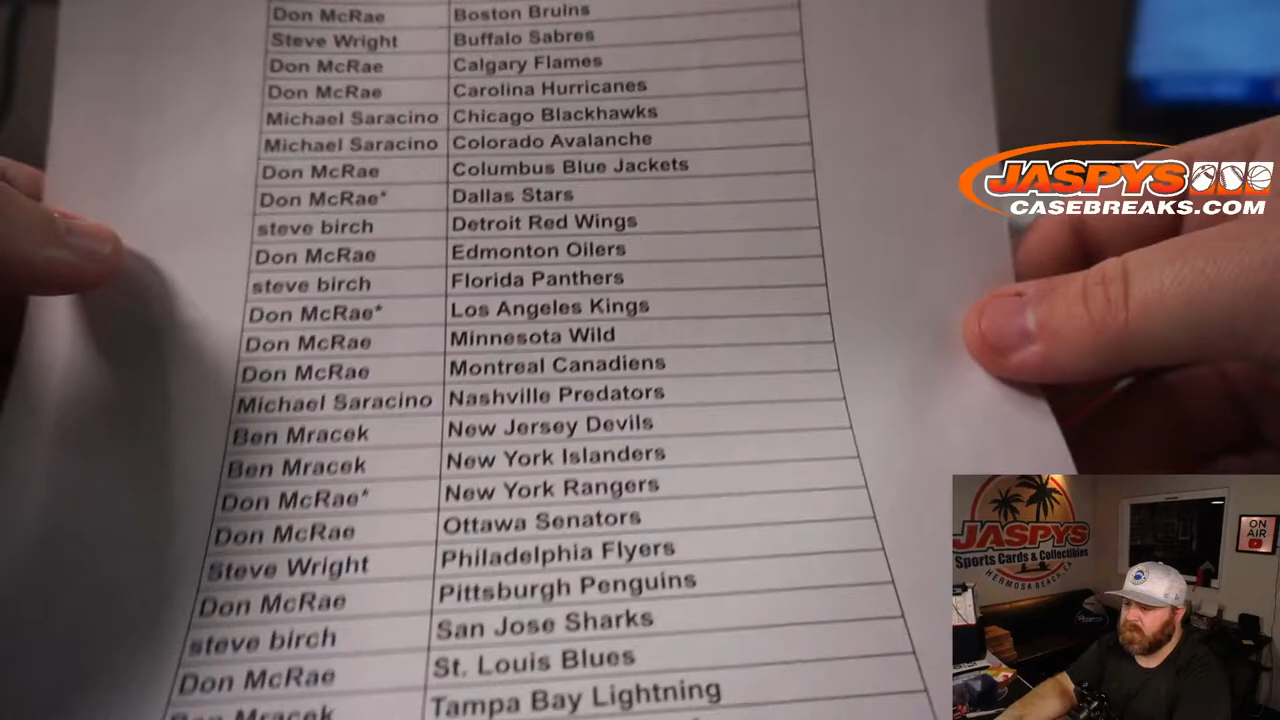 Don McRae Boston Bruins
Steve Wright Buffalo Sabres
Don McRae Calgary Flames
Don McRae Carolina Hurricanes
Michael Saracino Chicago Blackhawks
Michael Saracino Colorado Avalanche
Don McRae Columbus Blue Jackets
Don McRae* Dallas Stars
steve birch Detroit Red Wings
Don McRae Edmonton Oilers
steve birch Florida Panthers
Don McRae* Los Angeles Kings
Don McRae Minnesota Wild
Don McRae Montreal Canadiens
Michael Saracino Nashville Predators
Ben Mracek New Jersey Devils
Ben Mracek New York Islanders
Don McRae* New York Rangers
Don McRae Ottawa Senators
Steve Wright Philadelphia Flyers
Don McRae Pittsburgh Penguins
steve birch San Jose Sharks
Don McRae St. Louis Blues
Ben Mracek Tampa Bay Lightning
JASPYS
CASEBREAKS.COM
JASPYS
Sports Cards & Collectibles
HERMOSA BEACH, CA
ON
AIR